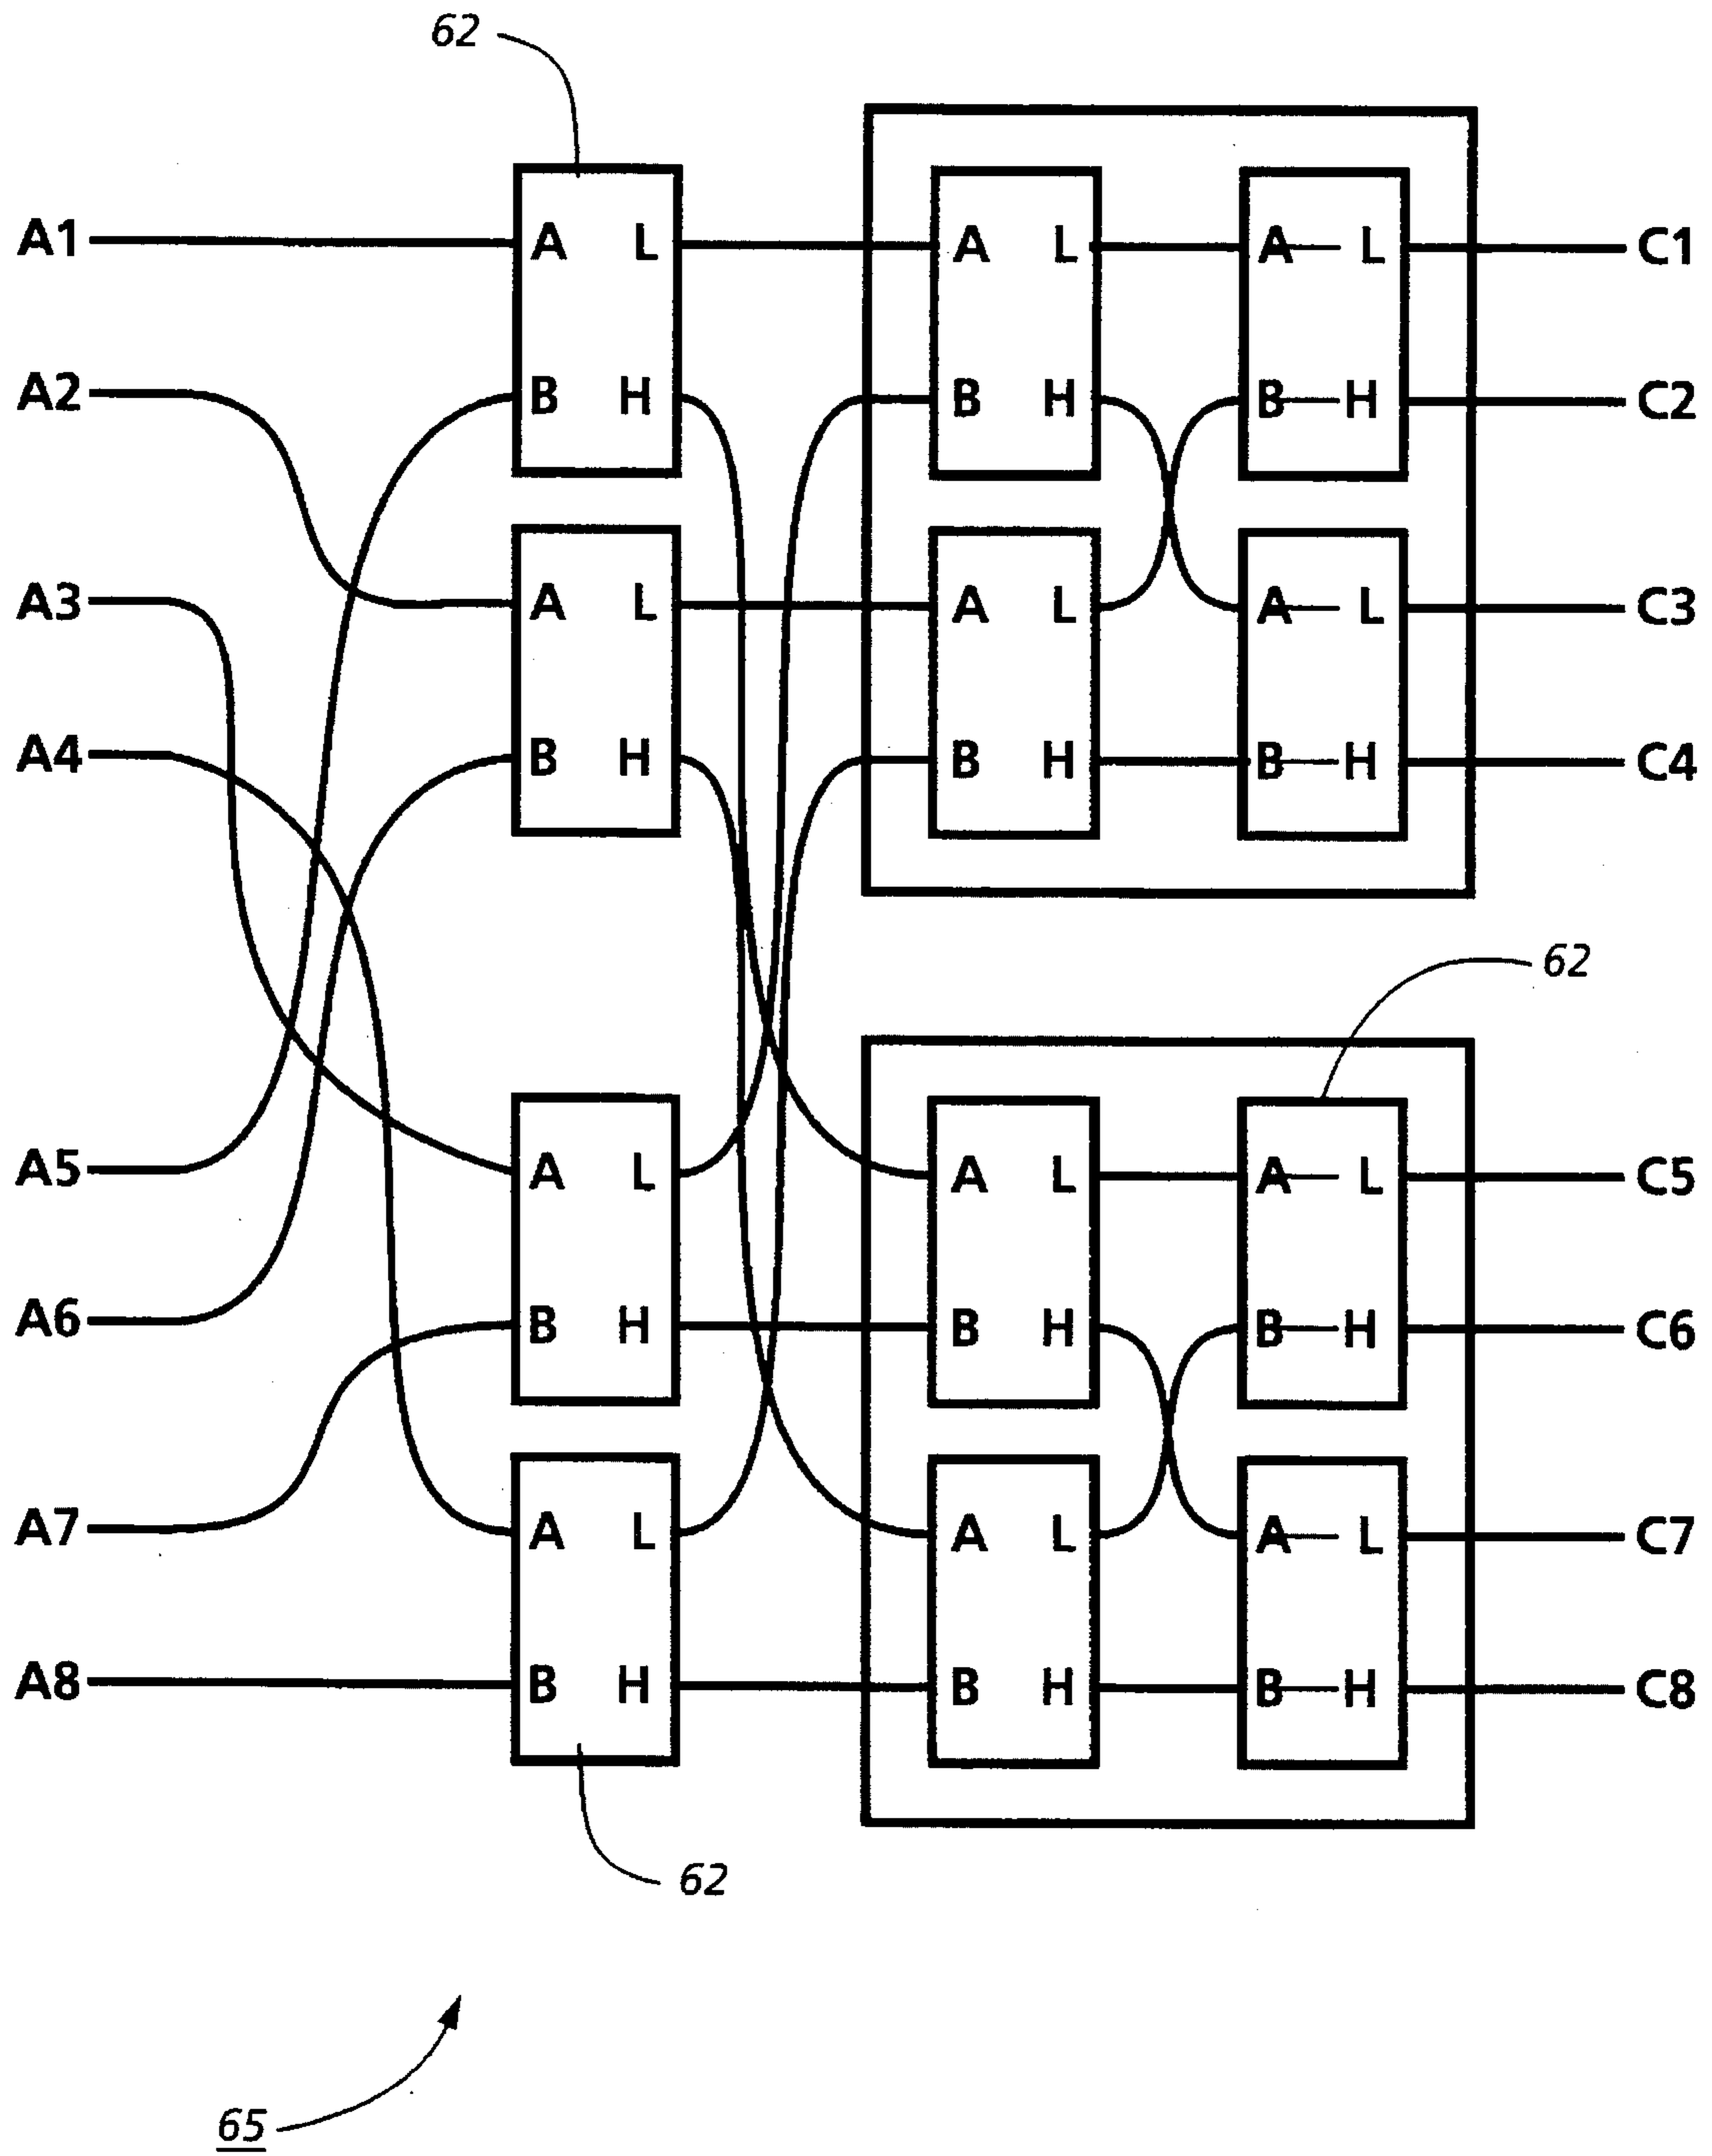 62
A1 A L A L A L C1
A2 B H B H B H C2
A3 A L A L A L C3
A4 B H B H B H C4
62
A5 A L A L A L C5
A6 B H B H B H C6
A7 A L A L A L C7
A8 B H B H B H C8
62
65